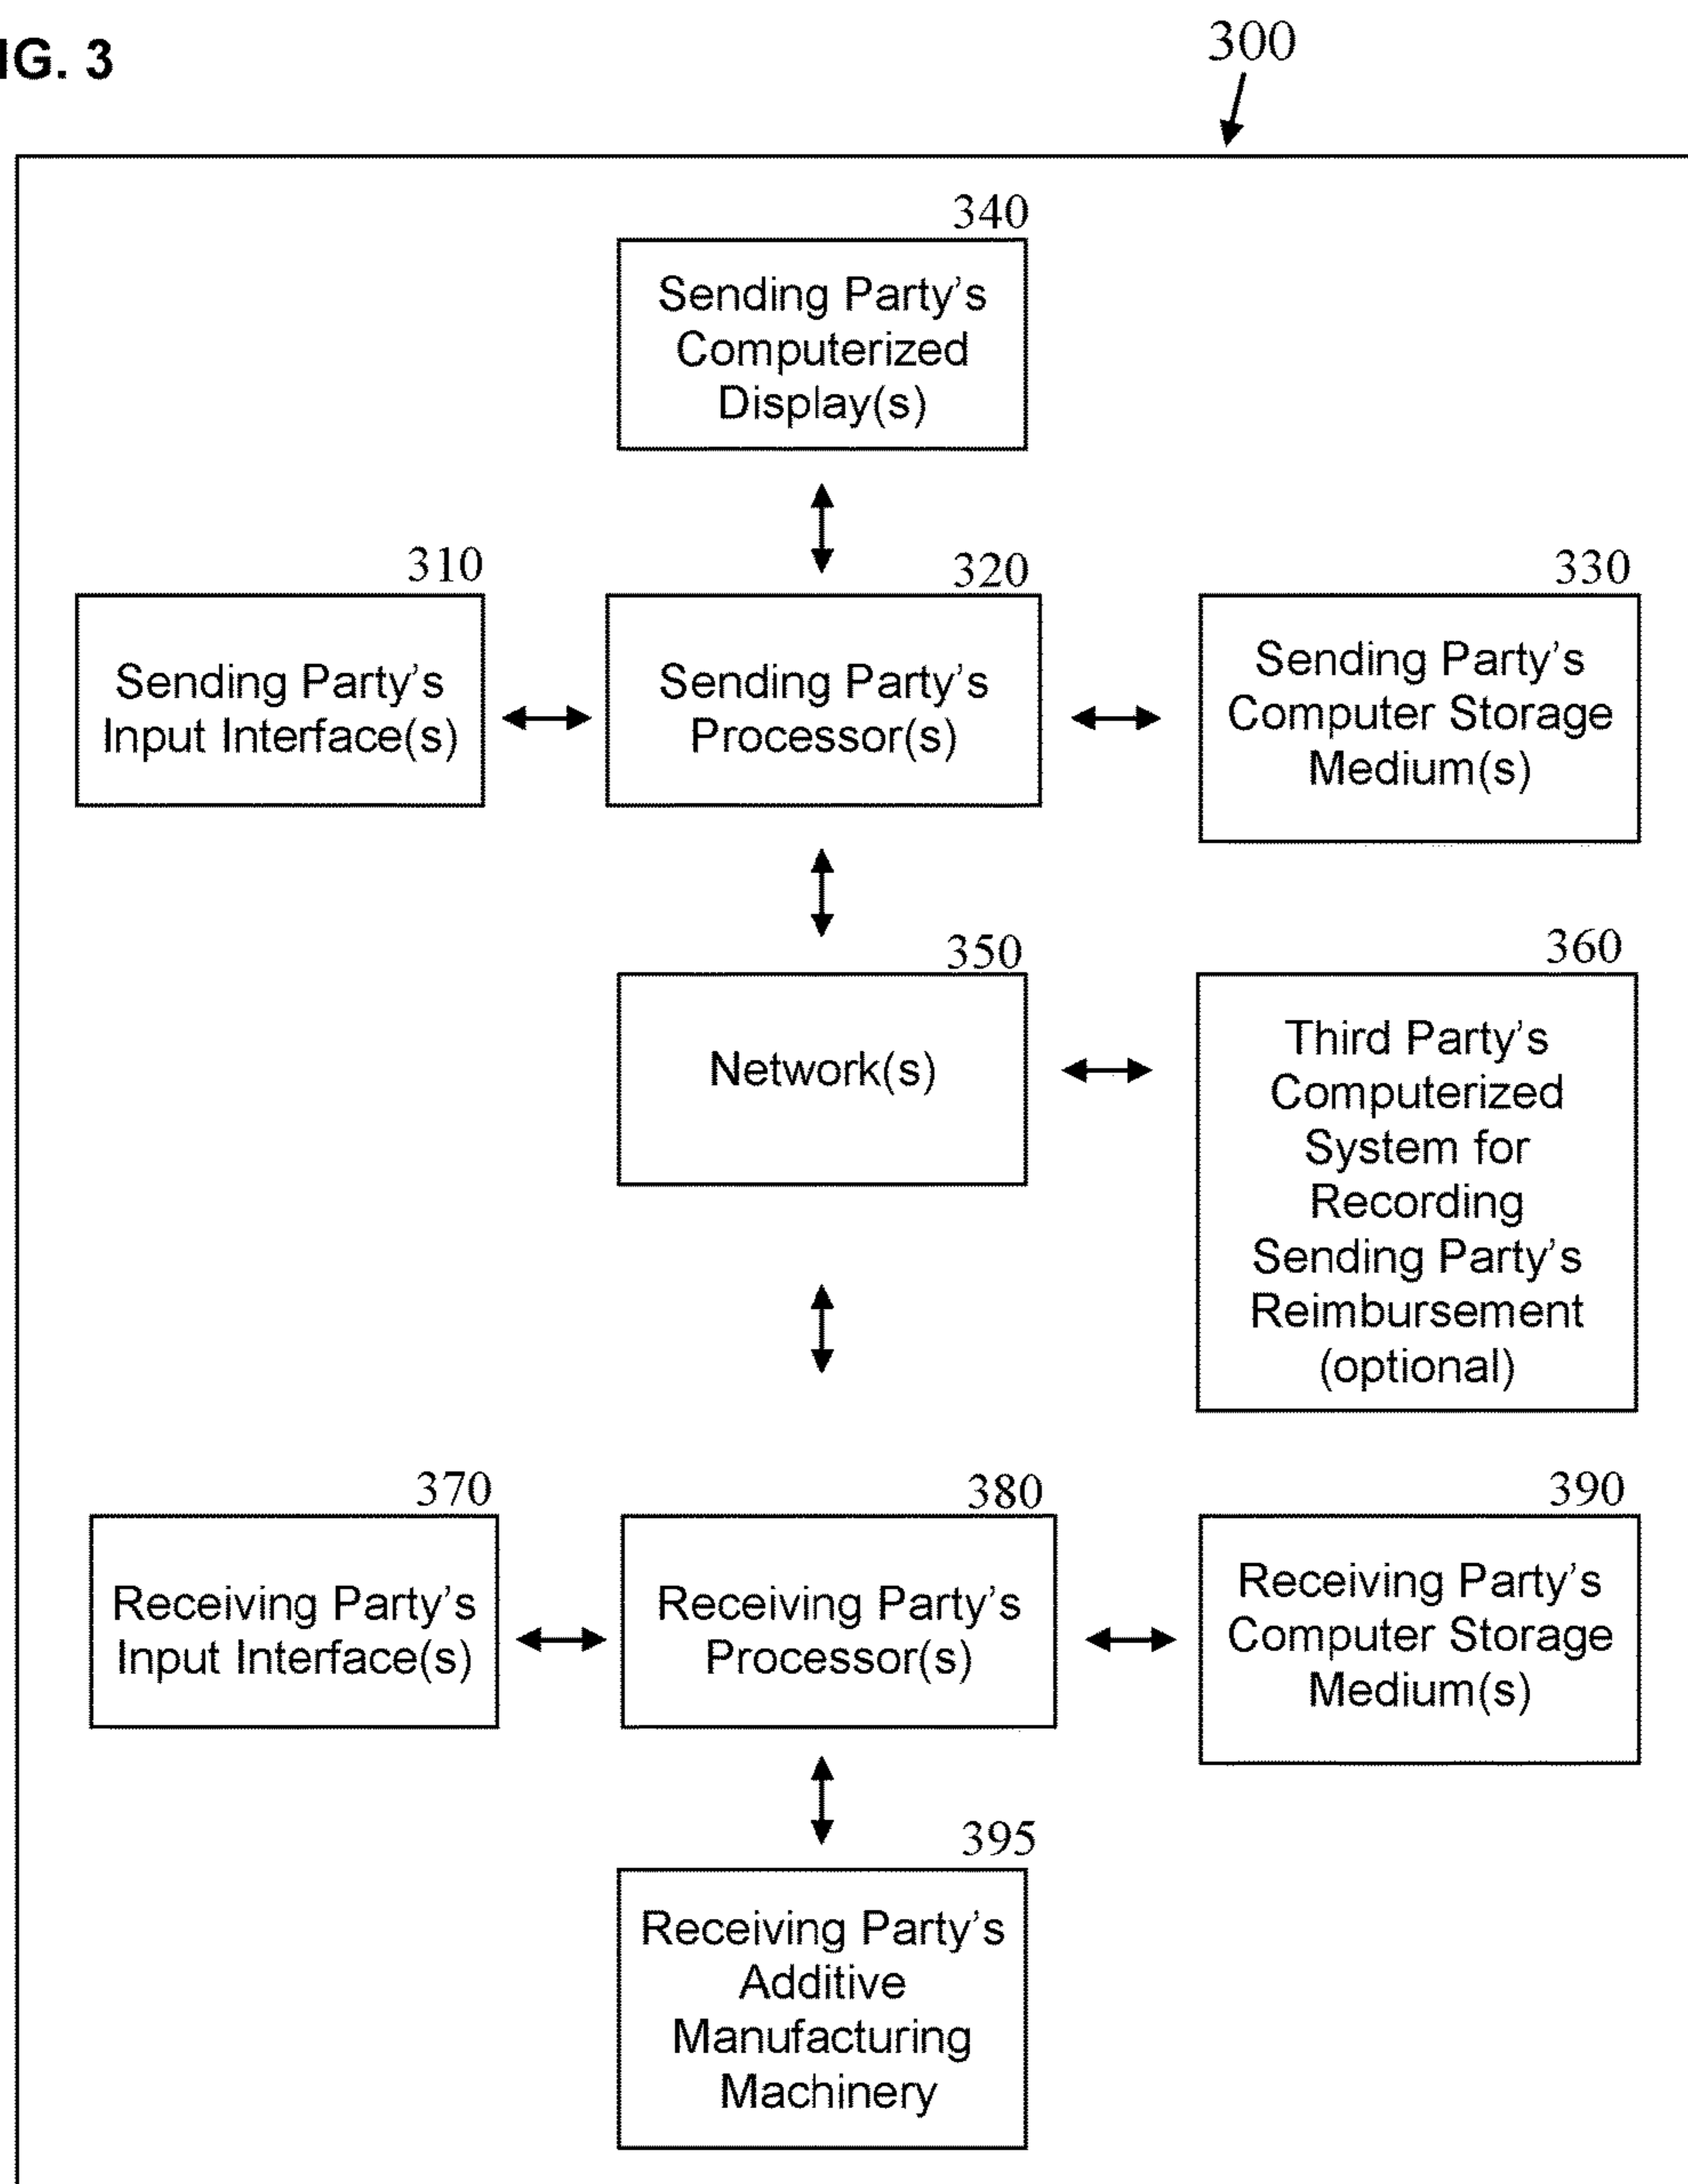 IG. 3
300
340
Sending Party's
Computerized
Display(s)
310
Sending Party's
Input Interface(s)
320
Sending Party's
Processor(s)
330
Sending Party's
Computer Storage
Medium(s)
350
Network(s)
360
Third Party's
Computerized
System for
Recording
Sending Party's
Reimbursement
(optional)
370
Receiving Party's
Input Interface(s)
380
Receiving Party's
Processor(s)
390
Receiving Party's
Computer Storage
Medium(s)
395
Receiving Party's
Additive
Manufacturing
Machinery